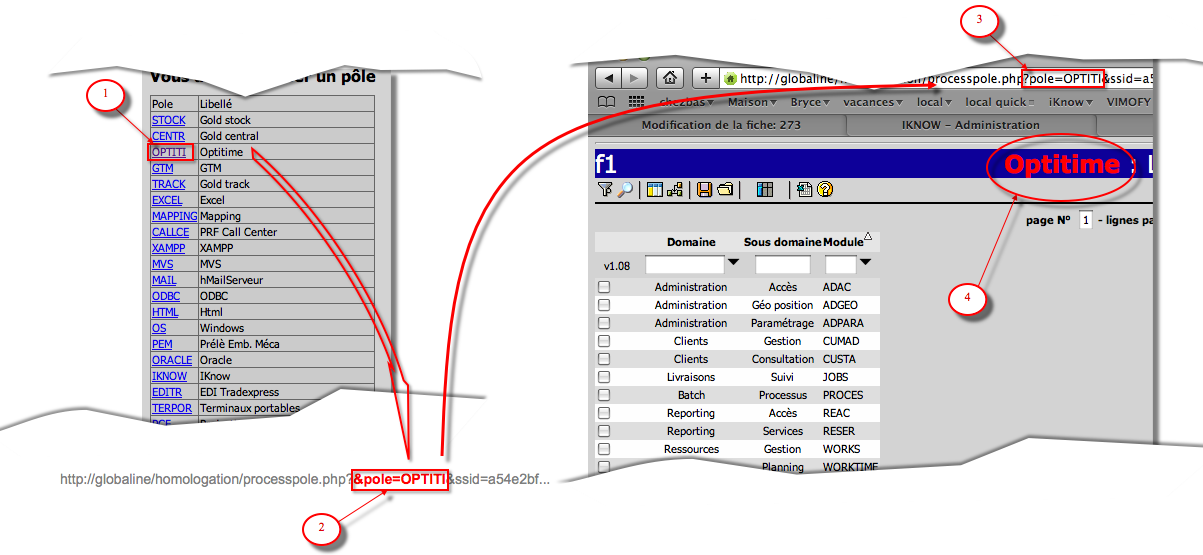 1
Vous un pôle
Pole Libellé
STOCK Gold stock
CENTR Gold central
OPTITI Optitime
GTM GTM
TRACK Gold track
EXCEL Excel
MAPPING Mapping
CALLCE PRF Call Center
XAMPP XAMPP
MVS MVS
MAIL hMailServeur
ODBC ODBC
HTML Html
OS Windows
PEM Prélè Emb. Méca
ORACLE Oracle
IKNOW IKnow
EDITR EDI Tradexpress
TERPOR Terminaux portables
http://globaline/homologation/processpole.php?&pole=OPTITI&ssid=a54e2bf...
2
3
http://globaline/ion/processpole.php?pole=OPTITI&ssid=a5
chezbas Maison Bryce vacances local local quick iKnow VIMOFY
Modification de la fiche: 273 IKNOW - Administration
f1 Optitime : L
page N° 1 - lignes pa
4
Domaine Sous domaine Module
v1.08
Administration Accès ADAC
Administration Géo position ADGEO
Administration Paramétrage ADPARA
Clients Gestion CUMAD
Clients Consultation CUSTA
Livraisons Suivi JOBS
Batch Processus PROCES
Reporting Accès REAC
Reporting Services RESER
Ressources Gestion WORKS
Planning WORKTIME